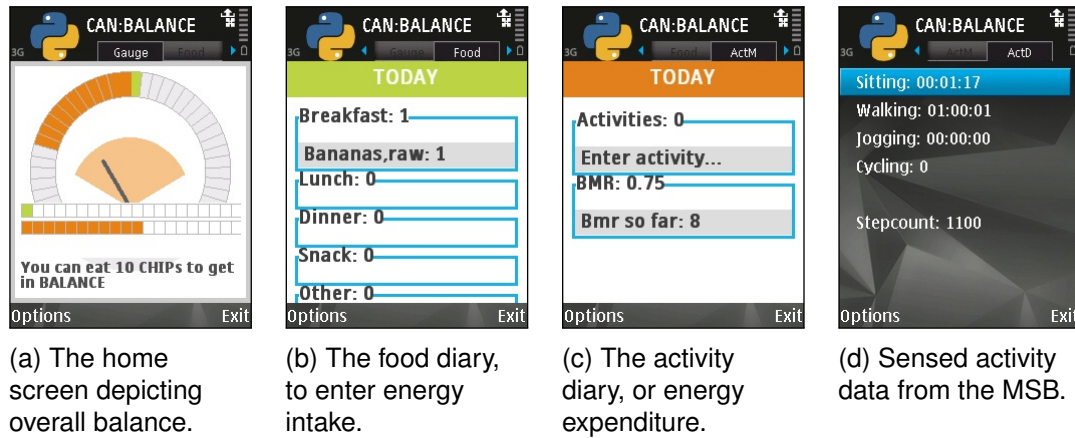 CAN:BALANCE
3G
Gauge
Food
You can eat 10 CHIPs to get
in BALANCE
Options
Exit
(a) The home
screen depicting
overall balance.
CAN:BALANCE
3G
Gauge
Food
TODAY
Breakfast: 1
Bananas,raw: 1
Lunch: 0
Dinner: 0
Snack: 0
Other: 0
Options
Exit
(b) The food diary,
to enter energy
intake.
CAN:BALANCE
3G
Food
ActM
TODAY
Activities: 0
Enter activity...
BMR: 0.75
Bmr so far: 8
Options
Exit
(c) The activity
diary, or energy
expenditure.
CAN:BALANCE
3G
ActM
ActD
Sitting: 00:01:17
Walking: 01:00:01
Jogging: 00:00:00
Cycling: 0
Stepcount: 1100
Options
Exit
(d) Sensed activity
data from the MSB.